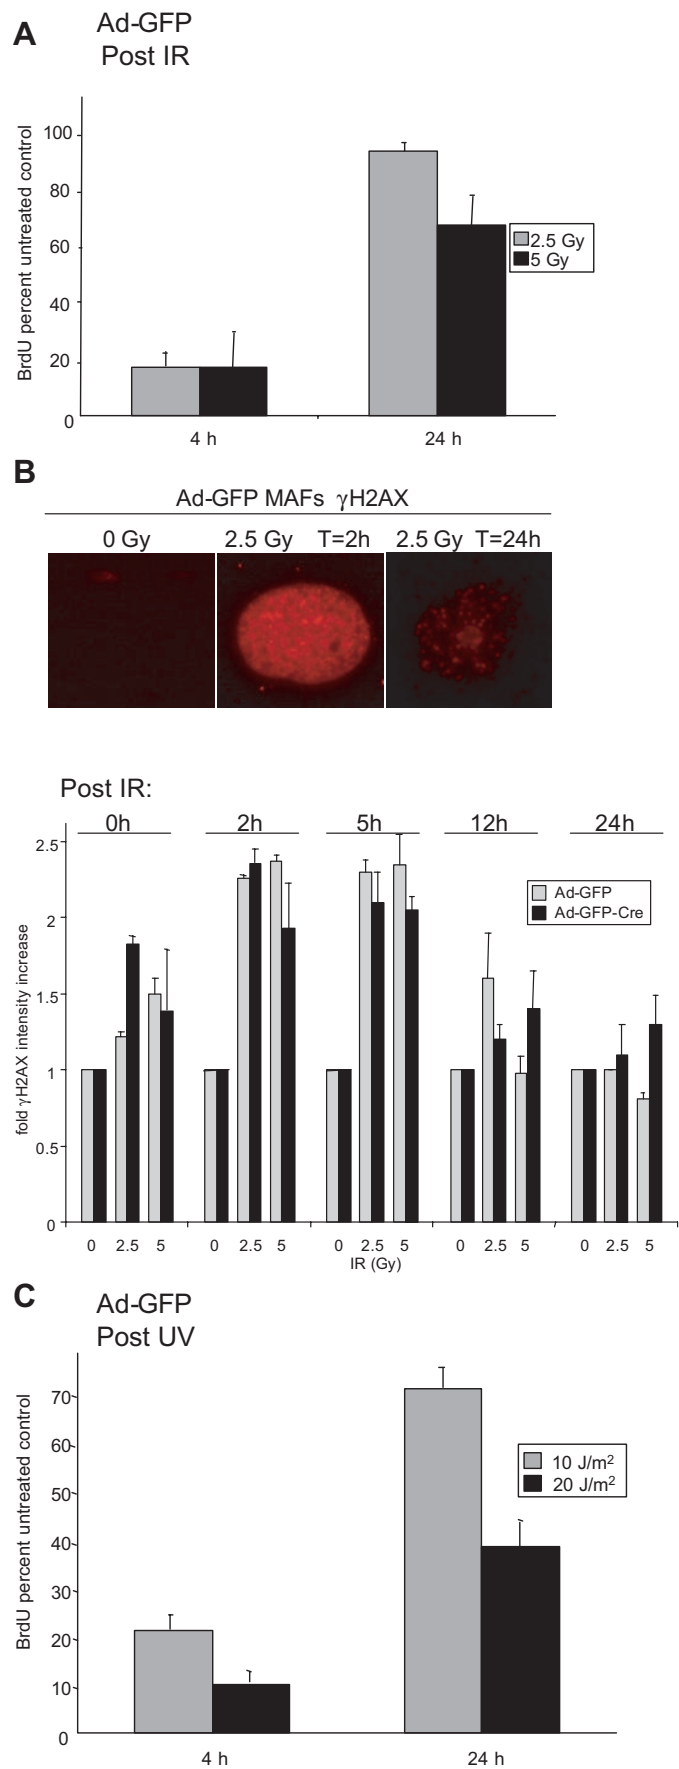 A
Ad-GFP
Post IR
BrdU percent untreated control
100
80
60
40
20
0
2.5 Gy
5 Gy
4 h
24 h
B
Ad-GFP MAFs γH2AX
0 Gy
2.5 Gy T=2h
2.5 Gy T=24h
Post IR:
0h
2h
5h
12h
24h
fold γH2AX intensity increase
2.5
2
1.5
1
0.5
0
Ad-GFP
Ad-GFP-Cre
0 2.5 5 0 2.5 5 0 2.5 5 0 2.5 5 0 2.5 5
IR (Gy)
C
Ad-GFP
Post UV
BrdU percent untreated control
70
60
50
40
30
20
10
0
10 J/m²
20 J/m²
4 h
24 h